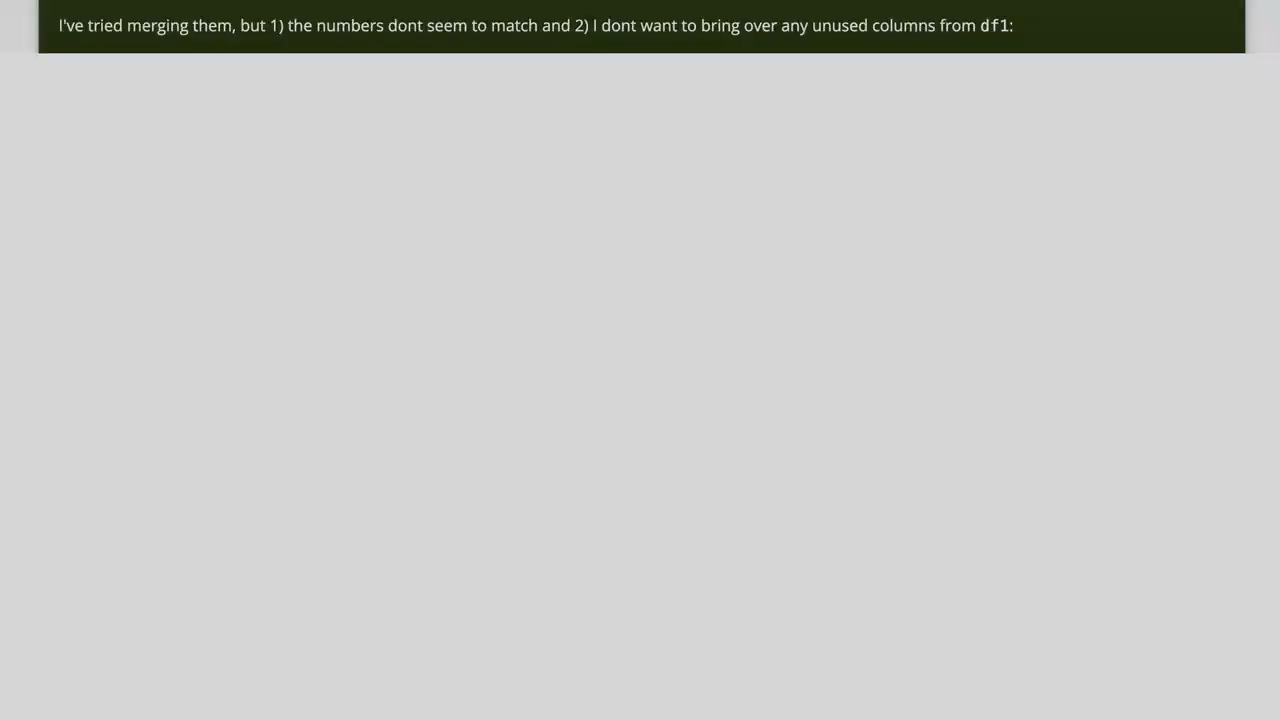 I've tried merging them, but 1) the numbers dont seem to match and 2) I dont want to bring over any unused columns from df1: